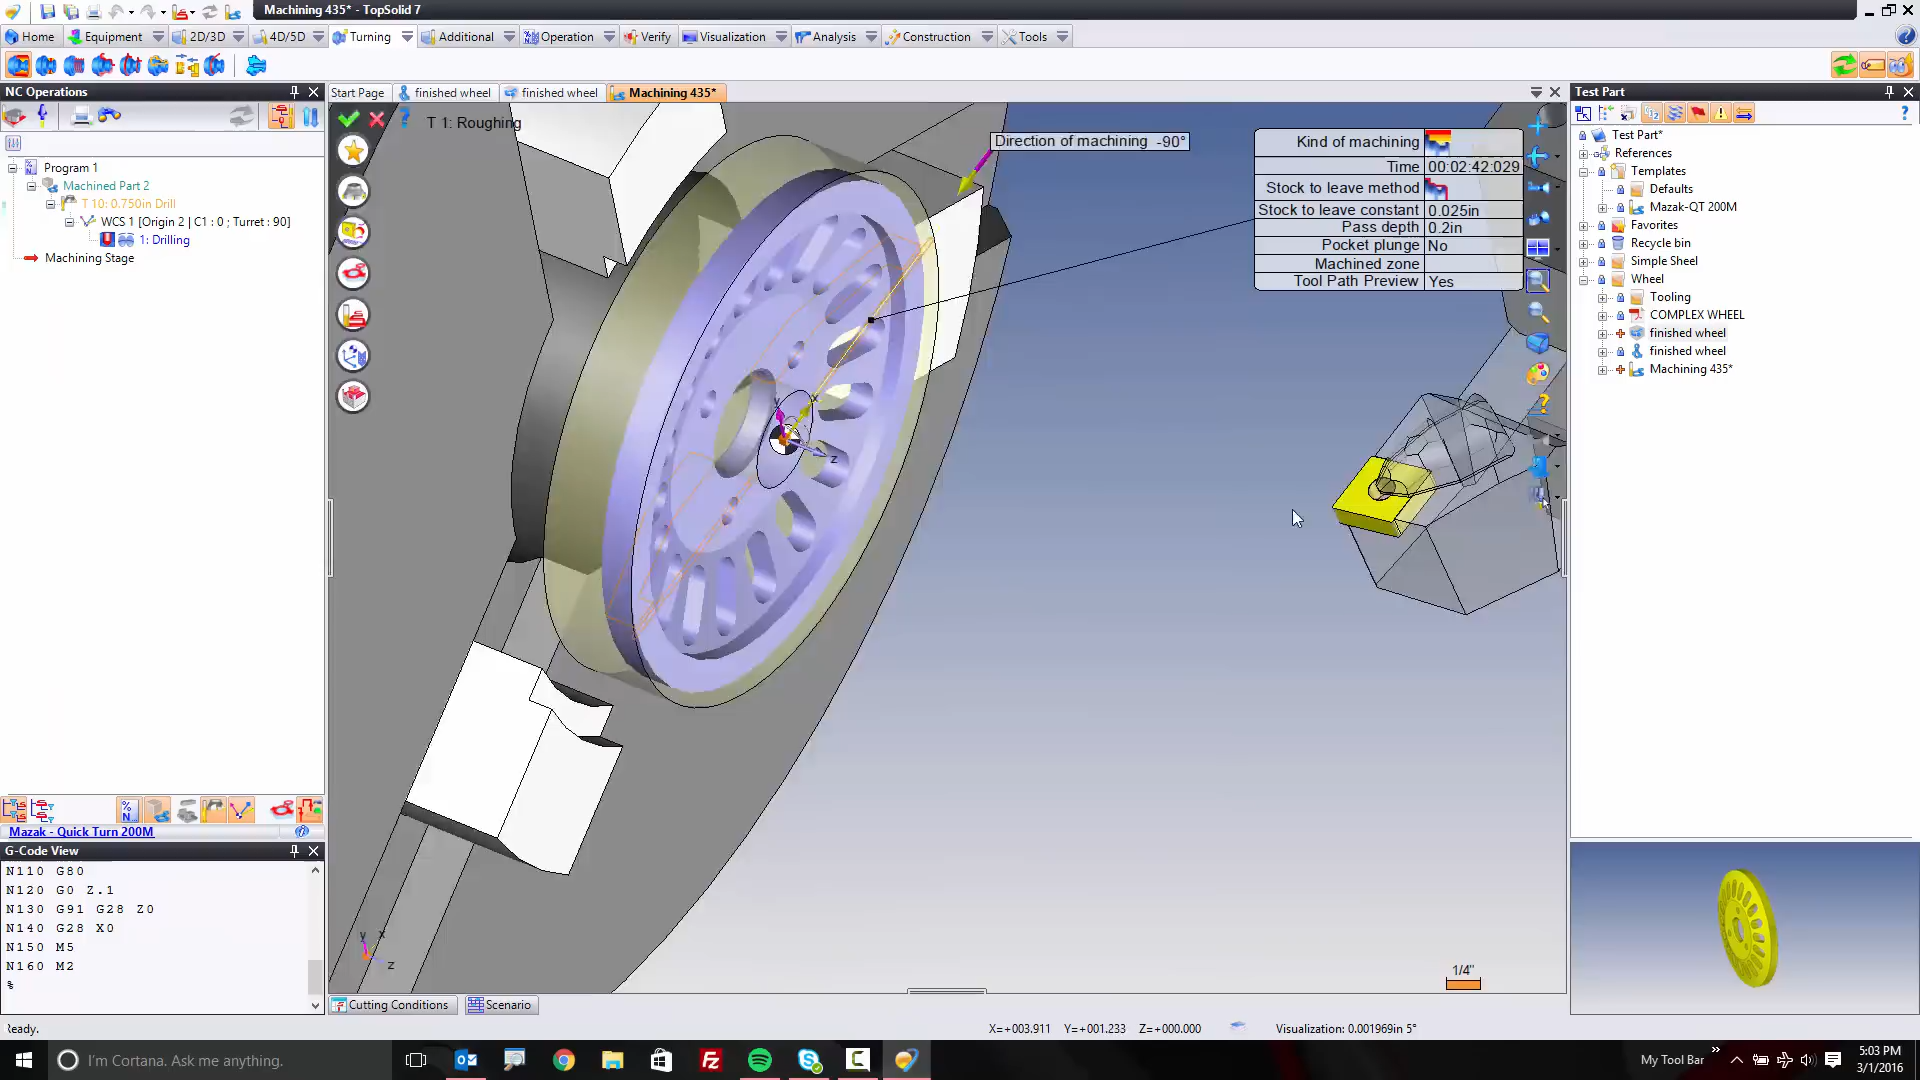 Machining 435* - TopSolid 7
Home Equipment 2D/3D 4D/5D Turning Additional Operation Verify Visualization Analysis Construction Tools
NC Operations
Program 1
Machined Part 2
T 10: 0.750in Drill
WCS 1 [Origin 2 | C1 : 0 ; Turret : 90]
1: Drilling
Machining Stage
Mazak - Quick Turn 200M
G-Code View
N110 G80
N120 G0 Z.1
N130 G91 G28 Z0
N140 G28 X0
N150 M5
N160 M2
%
Start Page finished wheel finished wheel Machining 435*
T 1: Roughing
Direction of machining -90°
Kind of machining
Time 00:02:42:029
Stock to leave method
Stock to leave constant 0.025in
Pass depth 0.2in
Pocket plunge No
Machined zone
Tool Path Preview Yes
y x z
y x z
1/4"
Cutting Conditions Scenario
Test Part
Test Part*
References
Templates
Defaults
Mazak-QT 200M
Favorites
Recycle bin
Simple Sheel
Wheel
Tooling
COMPLEX WHEEL
finished wheel
finished wheel
Machining 435*
Ready.
X=+003.911 Y=+001.233 Z=+000.000
Visualization: 0.001969in 5°
I'm Cortana. Ask me anything.
My Tool Bar
5:03 PM
3/1/2016